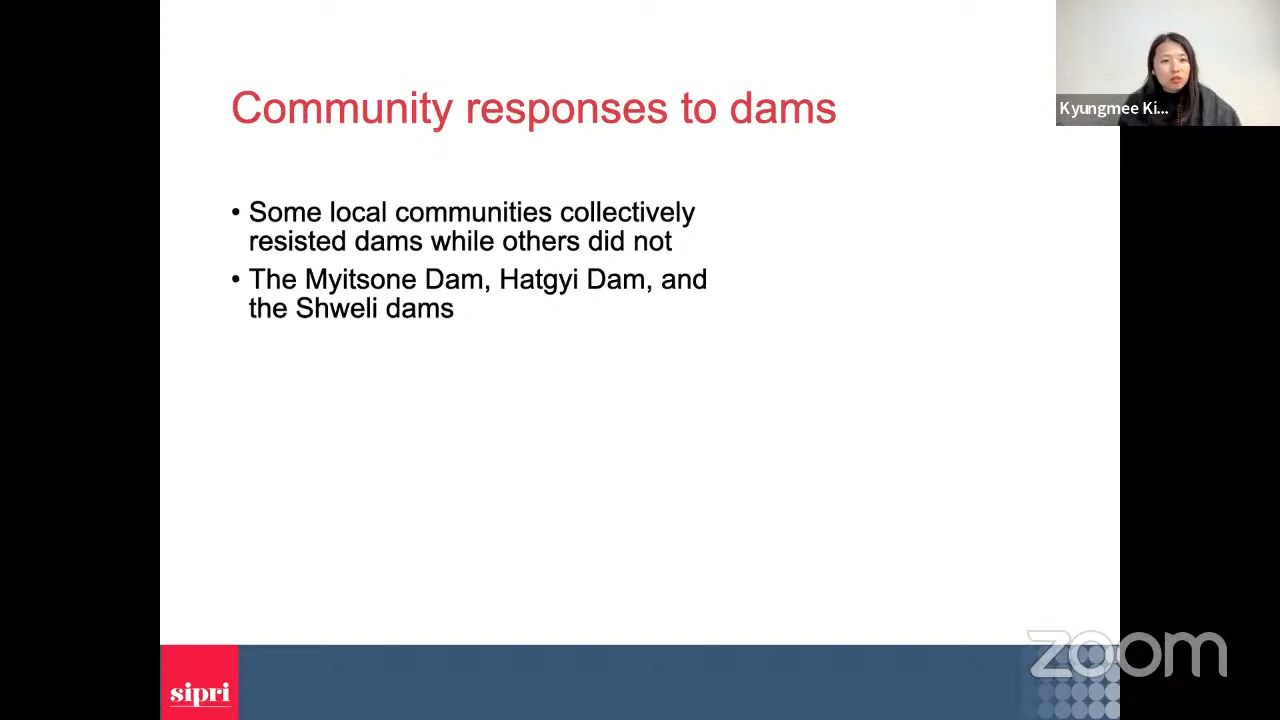 Community responses to dams
Kyungmee Ki...
• Some local communities collectively
resisted dams while others did not
• The Myitsone Dam, Hatgyi Dam, and
the Shweli dams
sipri
zoom